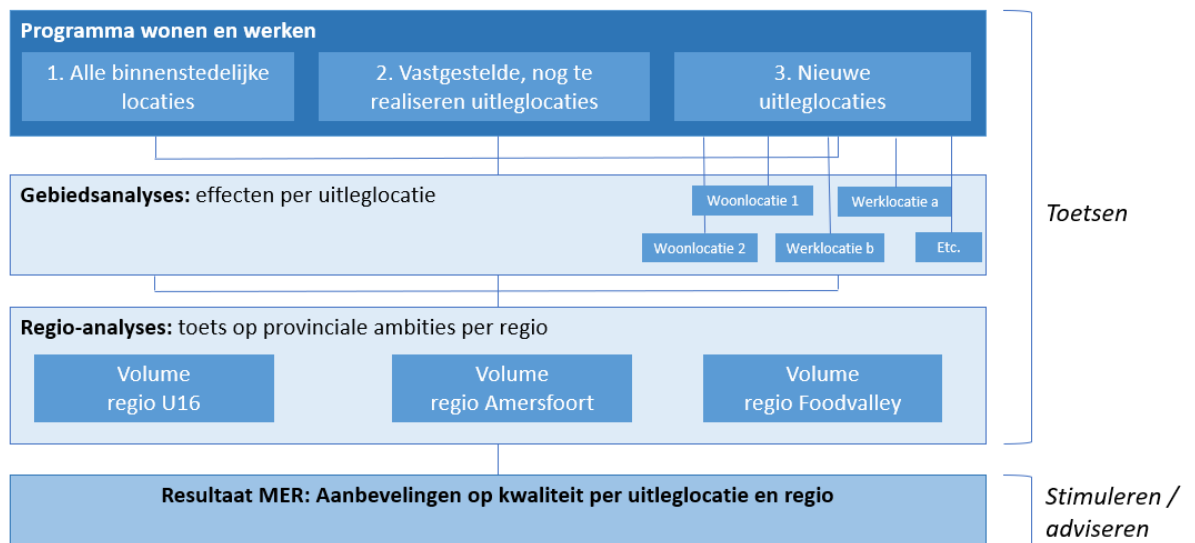 Programma wonen en werken
1. Alle binnenstedelijke
locaties
2. Vastgestelde, nog te
realiseren uitleglocaties
3. Nieuwe
uitleglocaties
Gebiedsanalyses: effecten per uitleglocatie
Woonlocatie 1
Werklocatie a
Woonlocatie 2
Werklocatie b
Etc.
Toetsen
Regio-analyses: toets op provinciale ambities per regio
Volume
regio U16
Volume
regio Amersfoort
Volume
regio Foodvalley
Resultaat MER: Aanbevelingen op kwaliteit per uitleglocatie en regio
Stimuleren /
adviseren